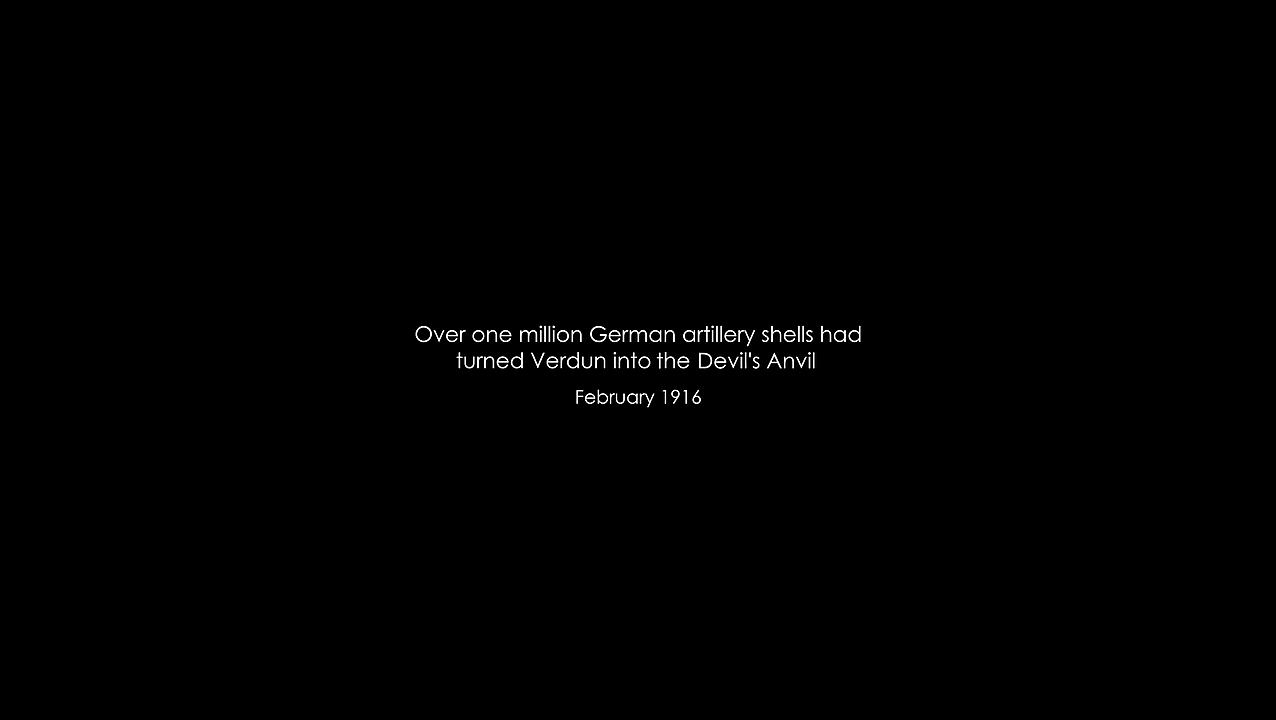 Over one million German artillery shells had
turned Verdun into the Devil's Anvil
February 1916